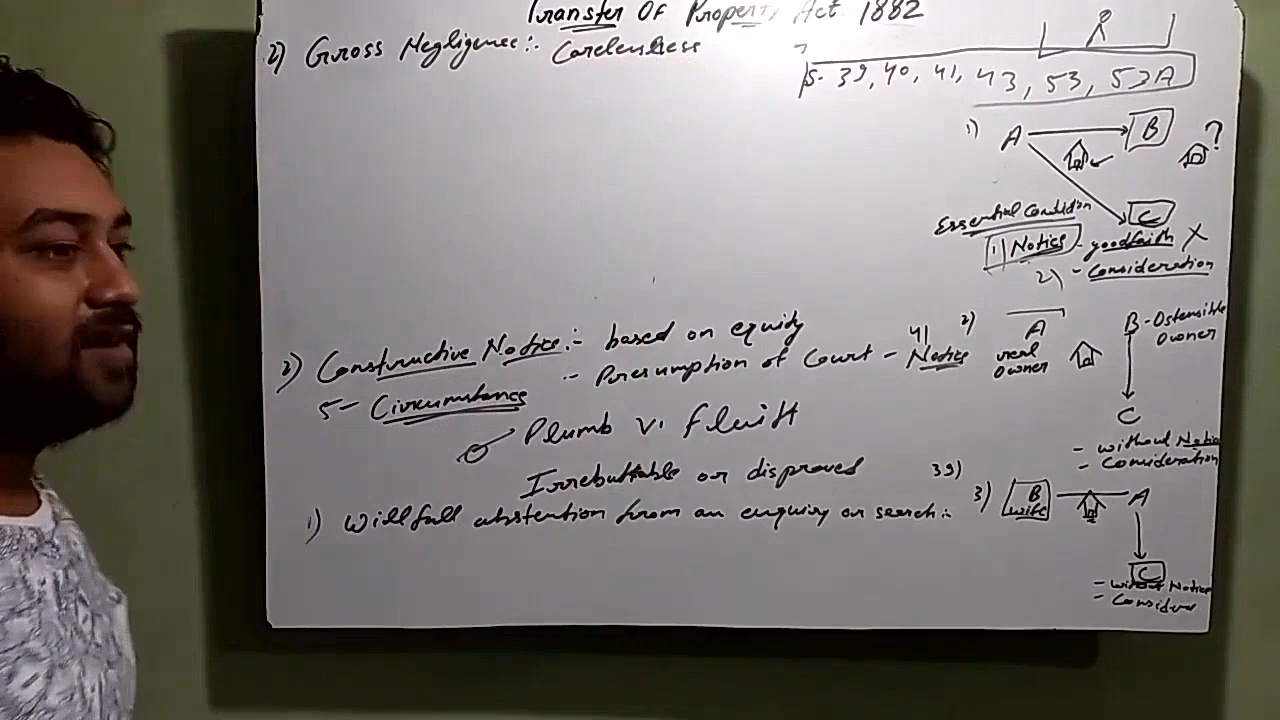 Transfer Of Property Act 1882
2) Gross Negligence:- Carelenssess
S. 39, 40, 41, 43, 53, 53A
1) A B
?
C
Essential Condition
1) Notice - goodfaith X
2) - Consideration
2) Constructive Notice:- based on equity
- Presumption of Court - Notice
5 - Circumstance
Plumb v. fluitt
Irrebuttable or disproved
1) Willfull abstention from an enquiry or search:-
41 2) A B - Ostensible
Owner
real
Owner
C
- without Notice
- Consideration
39) 3) B A
wife
C
- without Notice
- Consider